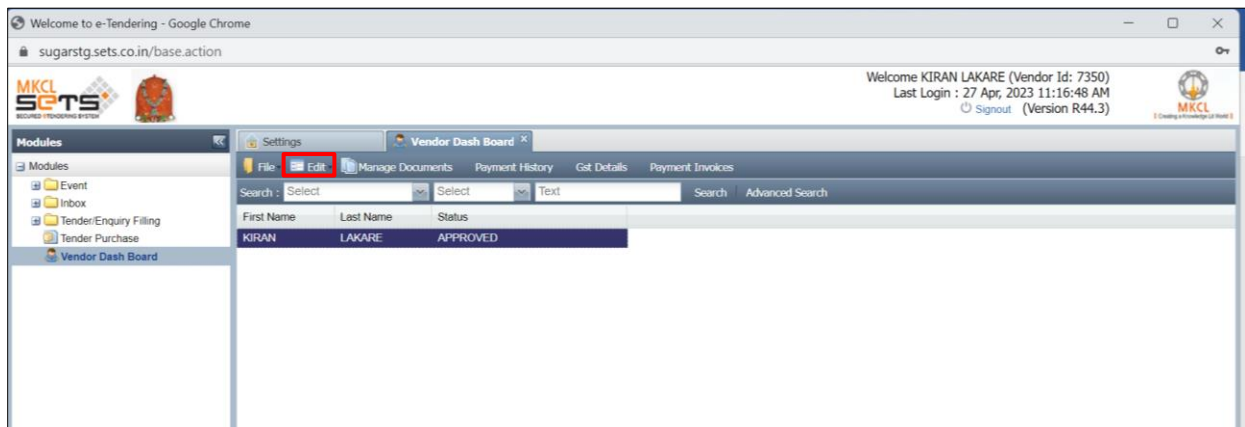 Welcome to e-Tendering - Google Chrome
sugarstg.sets.co.in/base.action
MKCL
SETS
SECURED eTENDERING SYSTEM
Welcome KIRAN LAKARE (Vendor Id: 7350)
Last Login : 27 Apr, 2023 11:16:48 AM
Signout (Version R44.3)
MKCL
Modules
Settings Vendor Dash Board
Modules
File Edit Manage Documents Payment History Gst Details Payment Invoices
Event
Search : Select Select Text Search Advanced Search
Inbox
Tender/Enquiry Filling
First Name Last Name Status
Tender Purchase
KIRAN LAKARE APPROVED
Vendor Dash Board